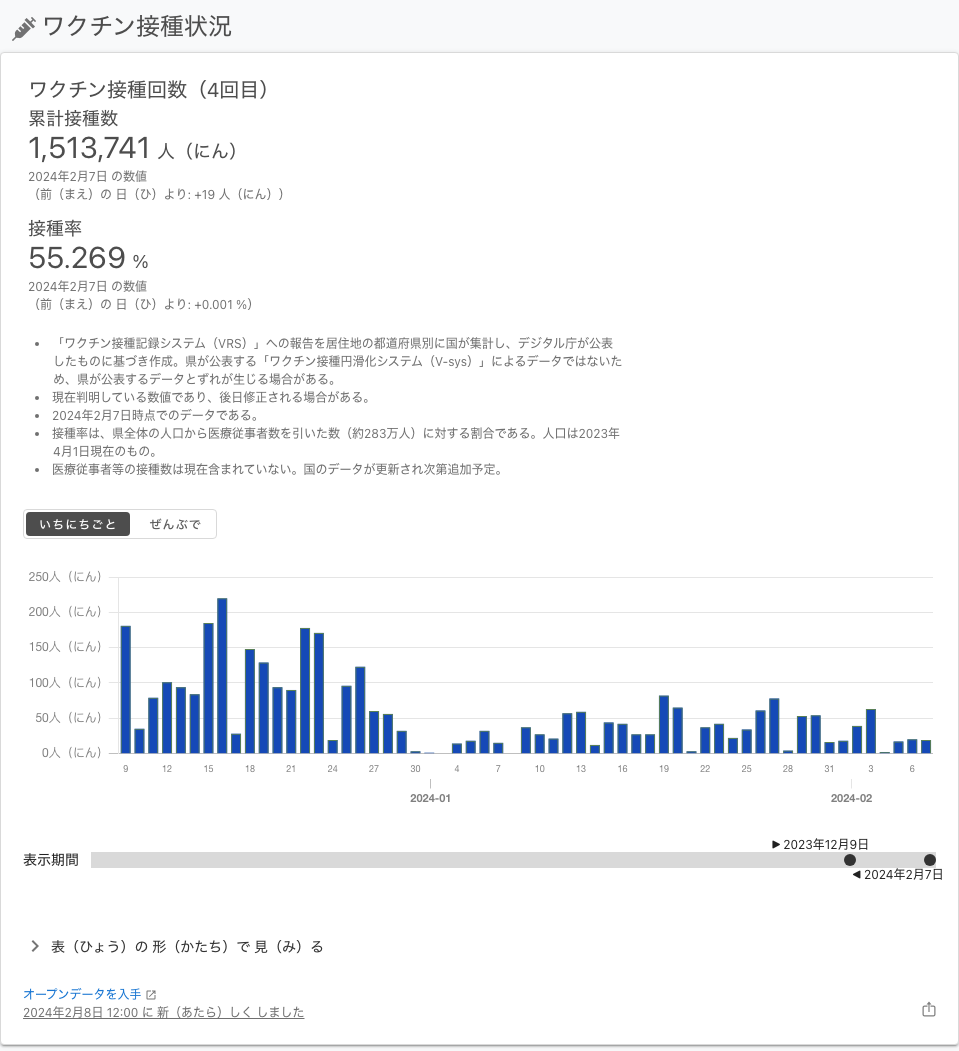 ワクチン接種状況
ワクチン接種回数（4回目）
累計接種数
1,513,741 人（にん）
2024年2月7日 の数値
（前（まえ）の 日（ひ）より: +19 人（にん））
接種率
55.269 %
2024年2月7日 の数値
（前（まえ）の 日（ひ）より: +0.001 %）
• 「ワクチン接種記録システム（VRS）」への報告を居住地の都道府県別に国が集計し、デジタル庁が公表
したものに基づき作成。県が公表する「ワクチン接種円滑化システム（V-sys）」によるデータではないた
め、県が公表するデータとずれが生じる場合がある。
• 現在判明している数値であり、後日修正される場合がある。
• 2024年2月7日時点でのデータである。
• 接種率は、県全体の人口から医療従事者数を引いた数（約283万人）に対する割合である。人口は2023年
4月1日現在のもの。
• 医療従事者等の接種数は現在含まれていない。国のデータが更新され次第追加予定。
いちにちごと ぜんぶで
250人（にん）
200人（にん）
150人（にん）
100人（にん）
50人（にん）
0人（にん）
9 12 15 18 21 24 27 30 4 7 10 13 16 19 22 25 28 31 3 6
2024-01 2024-02
▶ 2023年12月9日
表示期間
◀ 2024年2月7日
表（ひょう）の 形（かたち）で 見（み）る
オープンデータを入手
2024年2月8日 12:00 に 新（あたら）しく しました